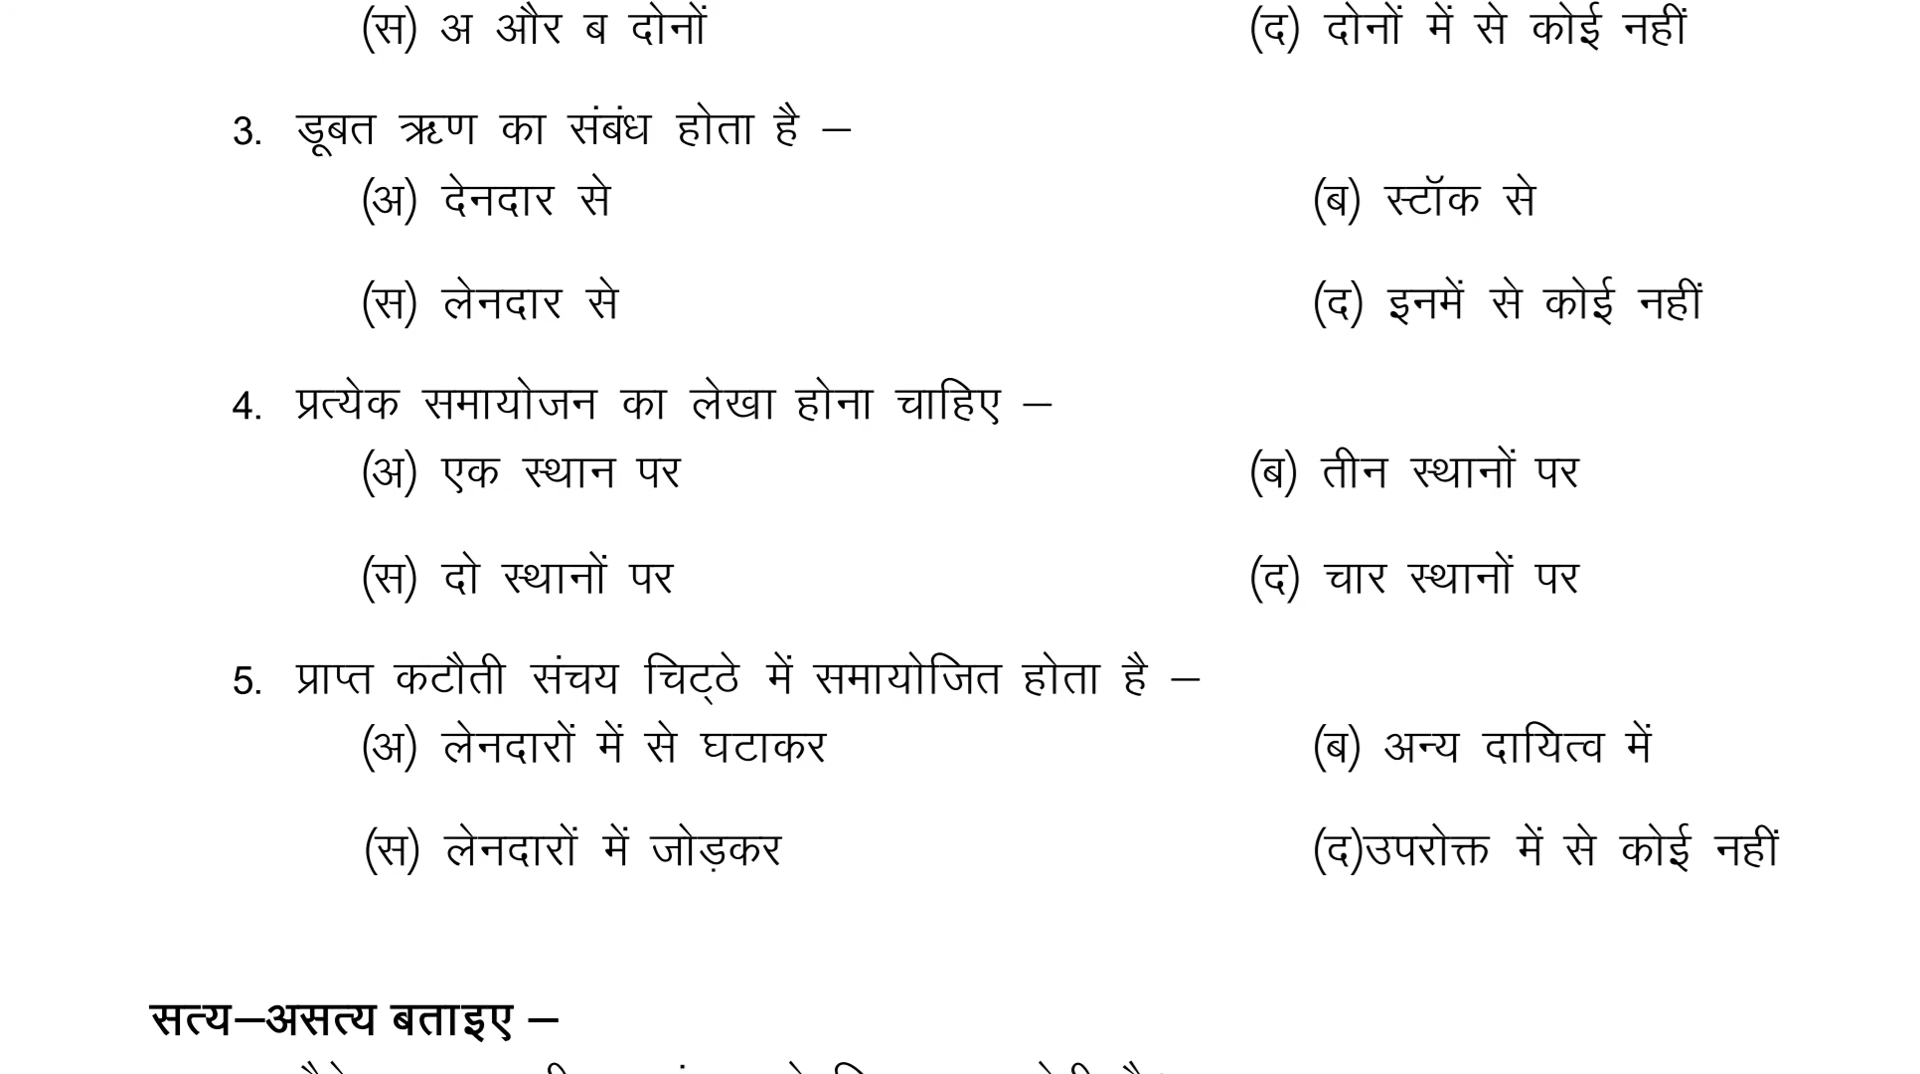 (स) अ और ब दोनों (द) दोनों में से कोई नहीं
3. डूबत ऋण का संबंध होता है –
(अ) देनदार से (ब) स्टॉक से
(स) लेनदार से (द) इनमें से कोई नहीं
4. प्रत्येक समायोजन का लेखा होना चाहिए –
(अ) एक स्थान पर (ब) तीन स्थानों पर
(स) दो स्थानों पर (द) चार स्थानों पर
5. प्राप्त कटौती संचय चिट्ठे में समायोजित होता है –
(अ) लेनदारों में से घटाकर (ब) अन्य दायित्व में
(स) लेनदारों में जोड़कर (द)उपरोक्त में से कोई नहीं
सत्य–असत्य बताइए –